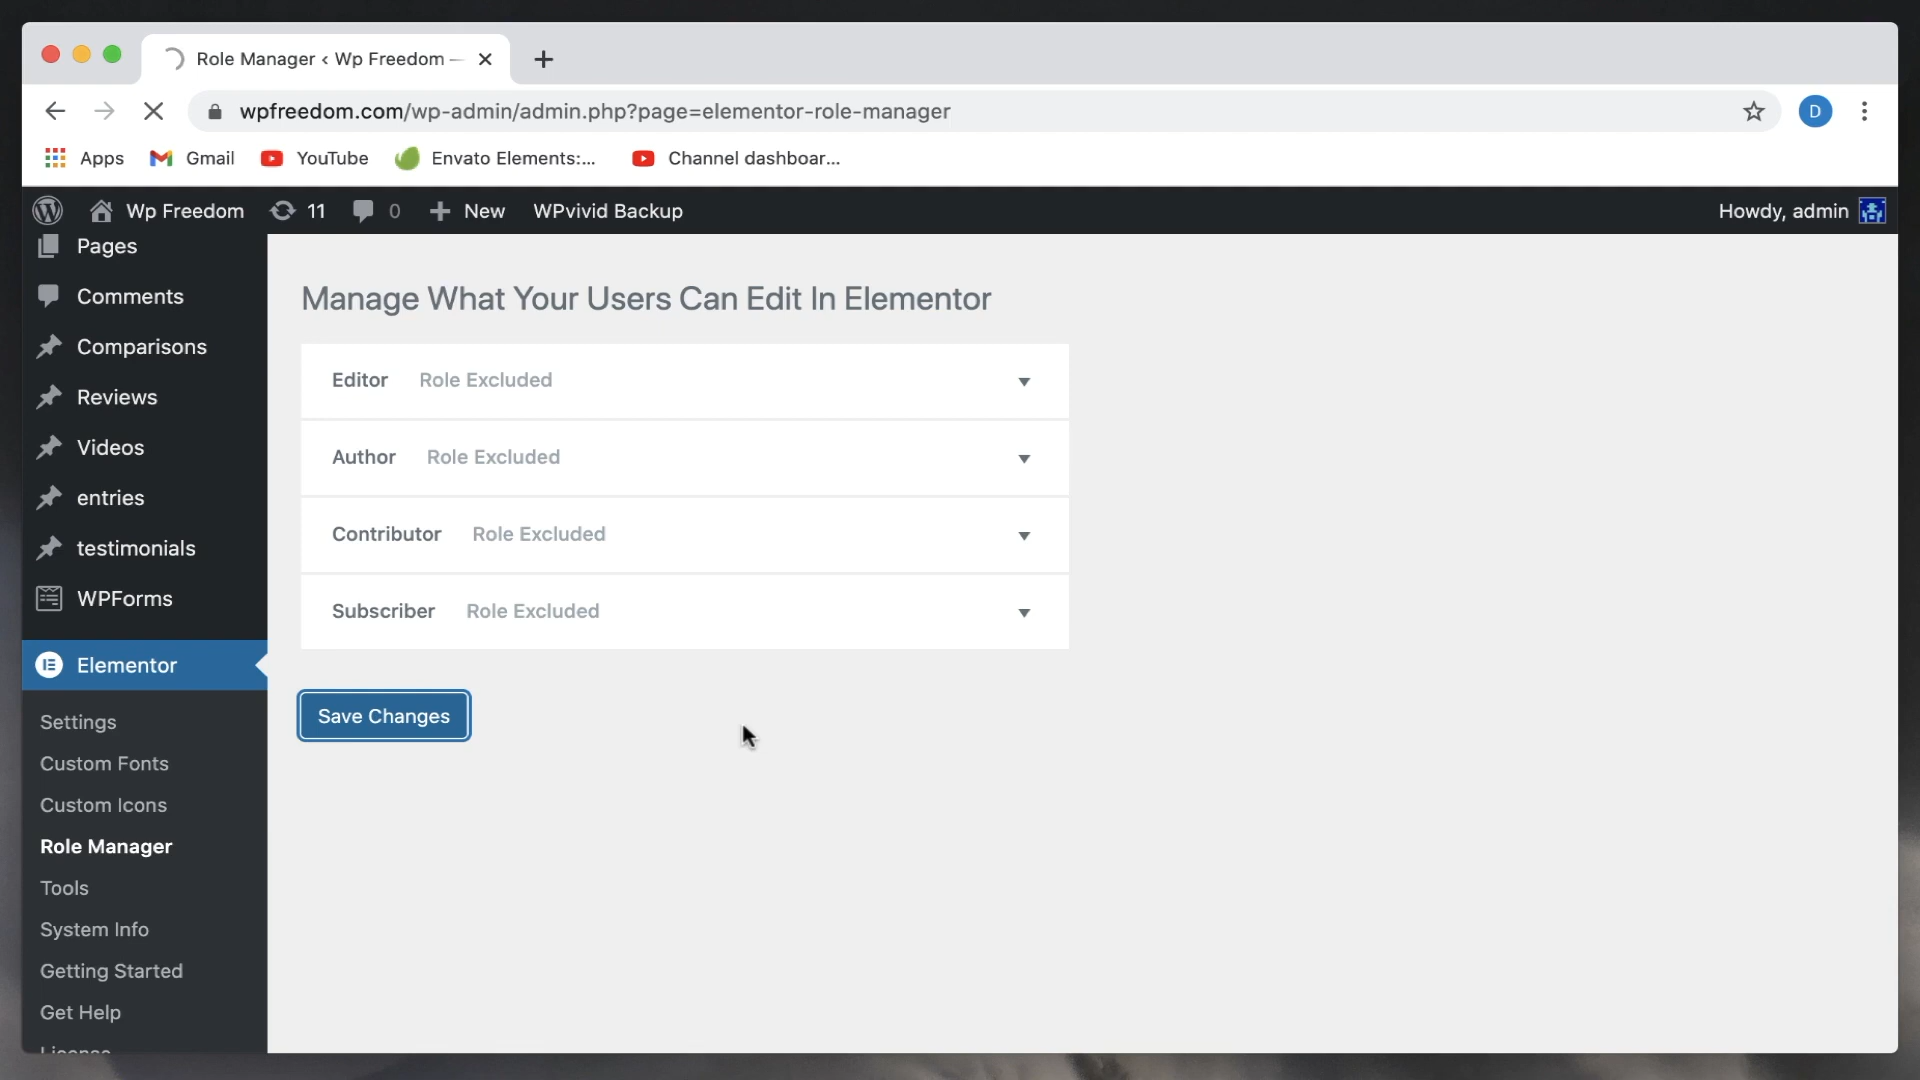 Role Manager ‹ Wp Freedom —
wpfreedom.com/wp-admin/admin.php?page=elementor-role-manager
D
Apps
Gmail
YouTube
Envato Elements:...
Channel dashboar...
Wp Freedom
11
0
New
WPvivid Backup
Howdy, admin
Pages
Comments
Comparisons
Reviews
Videos
entries
testimonials
WPForms
Elementor
Settings
Custom Fonts
Custom Icons
Role Manager
Tools
System Info
Getting Started
Get Help
License
Manage What Your Users Can Edit In Elementor
Editor Role Excluded
Author Role Excluded
Contributor Role Excluded
Subscriber Role Excluded
Save Changes